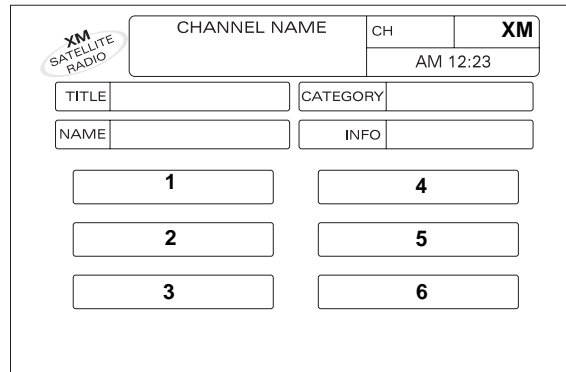 XM
SATELLITE
RADIO
CHANNEL NAME
CH
XM
AM 12:23
TITLE
CATEGORY
NAME
INFO
1
4
2
5
3
6